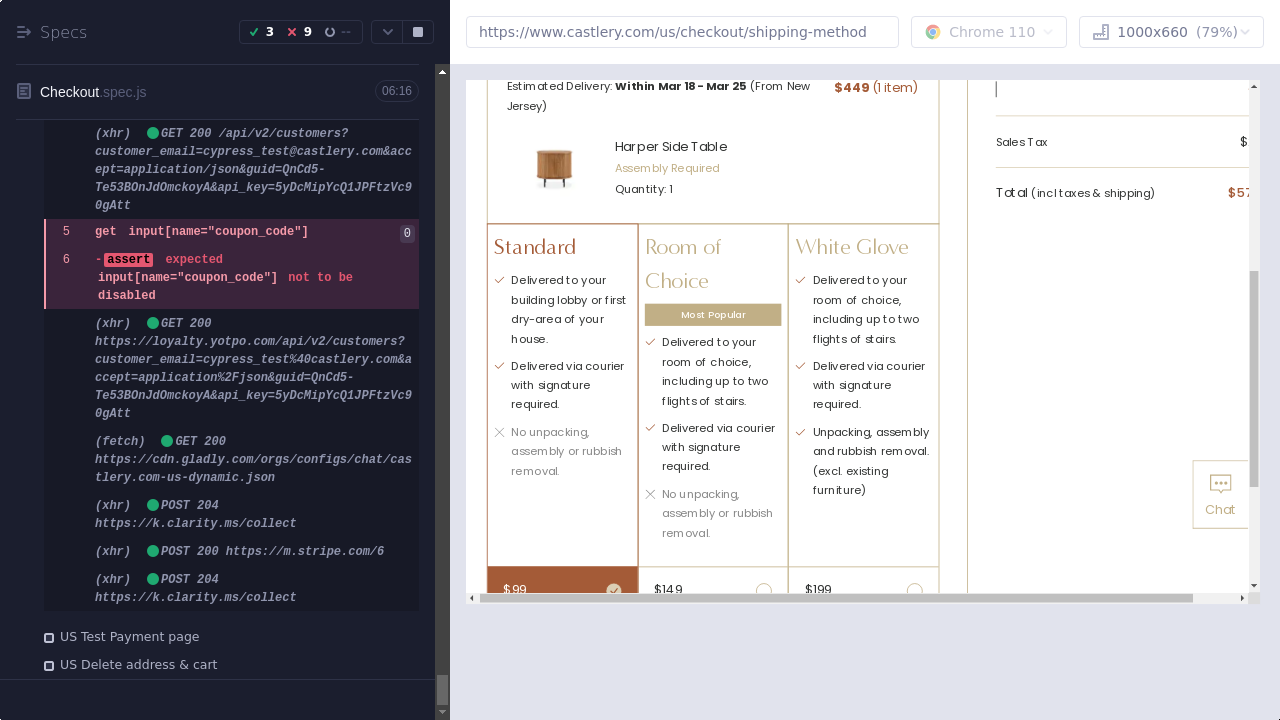 Specs
3 9 --
Checkout.spec.js 06:16
(xhr) GET 200 /api/v2/customers?
customer_email=cypress_test@castlery.com&acc
ept=application/json&guid=QnCd5-
Te53BOnJdOmckoyA&api_key=5yDcMipYcQ1JPFtzVc9
0gAtt
5 get input[name="coupon_code"] 0
6 -assert expected
input[name="coupon_code"] not to be
disabled
(xhr) GET 200
https://loyalty.yotpo.com/api/v2/customers?
customer_email=cypress_test%40castlery.com&a
ccept=application%2Fjson&guid=QnCd5-
Te53BOnJdOmckoyA&api_key=5yDcMipYcQ1JPFtzVc9
0gAtt
(fetch) GET 200
https://cdn.gladly.com/orgs/configs/chat/cas
tlery.com-us-dynamic.json
(xhr) POST 204
https://k.clarity.ms/collect
(xhr) POST 200 https://m.stripe.com/6
(xhr) POST 204
https://k.clarity.ms/collect
US Test Payment page
US Delete address & cart
https://www.castlery.com/us/checkout/shipping-method
Chrome 110
1000x660 (79%)
Estimated Delivery: Within Mar 18 - Mar 25 (From New
Jersey)
$449 (1 item)
Harper Side Table
Assembly Required
Quantity: 1
Standard
Delivered to your
building lobby or first
dry-area of your
house.
Delivered via courier
with signature
required.
No unpacking,
assembly or rubbish
removal.
$99
Room of
Choice
Most Popular
Delivered to your
room of choice,
including up to two
flights of stairs.
Delivered via courier
with signature
required.
No unpacking,
assembly or rubbish
removal.
$149
White Glove
Delivered to your
room of choice,
including up to two
flights of stairs.
Delivered via courier
with signature
required.
Unpacking, assembly
and rubbish removal.
(excl. existing
furniture)
$199
Sales Tax $
Total (incl taxes & shipping) $57
Chat